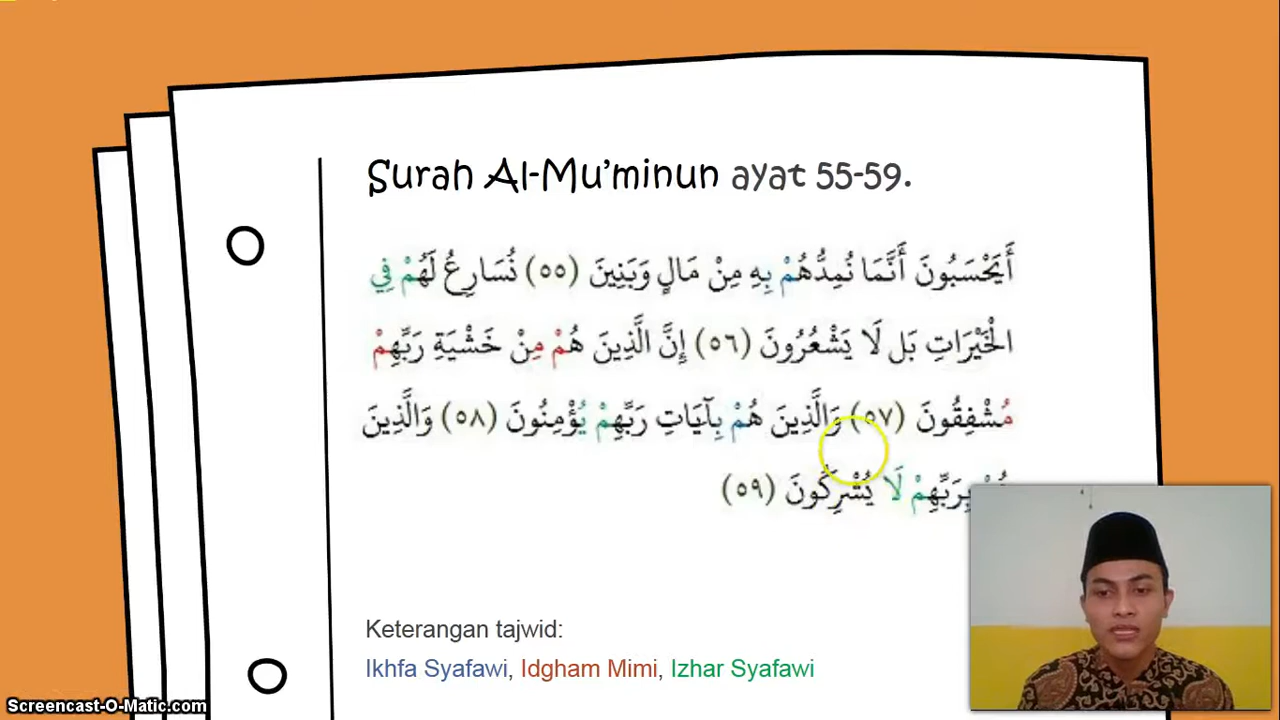 Surah Al-Mu’minun ayat 55-59.
أَيَحْسَبُونَ أَنَّمَا نُمِدُّهُمْ بِهِ مِنْ مَالٍ وَبَنِينَ (٥٥) نُسَارِعُ لَهُمْ فِي
الْخَيْرَاتِ بَل لَا يَشْعُرُونَ (٥٦) إِنَّ الَّذِينَ هُمْ مِنْ خَشْيَةِ رَبِّهِمْ
مُشْفِقُونَ (٥٧) وَالَّذِينَ هُمْ بِآيَاتِ رَبِّهِمْ يُؤْمِنُونَ (٥٨) وَالَّذِينَ
بِرَبِّهِمْ لَا يُشْرِكُونَ (٥٩)
Keterangan tajwid:
Ikhfa Syafawi, Idgham Mimi, Izhar Syafawi
Screencast-O-Matic.com